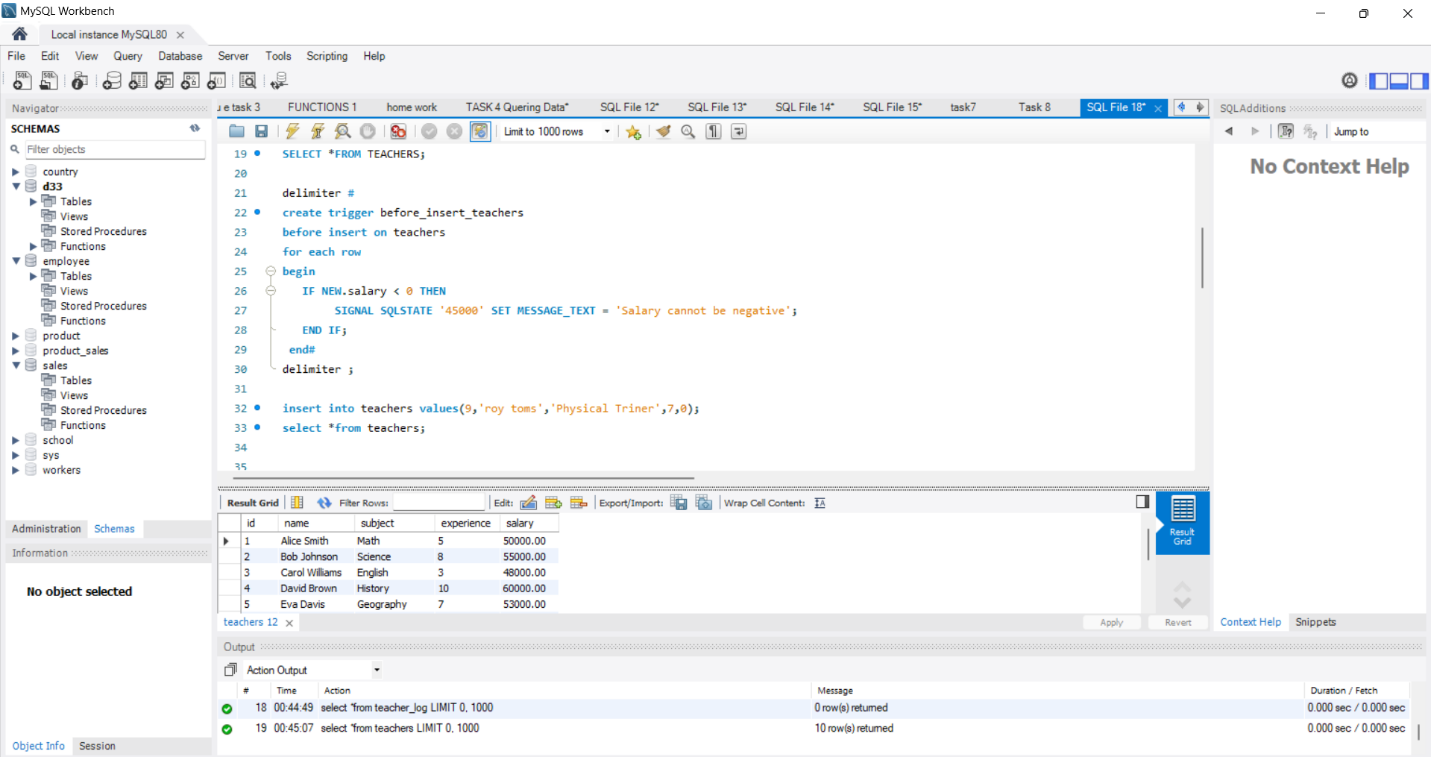 MySQL Workbench
Local instance MySQL80
File Edit View Query Database Server Tools Scripting Help
Navigator
SCHEMAS
Filter objects
country
d33
Tables
Views
Stored Procedures
Functions
employee
Tables
Views
Stored Procedures
Functions
product
product_sales
sales
Tables
Views
Stored Procedures
Functions
school
sys
workers
Administration Schemas
Information
No object selected
Object Info Session
e task 3 FUNCTIONS 1 home work TASK 4 Quering Data* SQL File 12* SQL File 13* SQL File 14* SQL File 15* task7 Task 8 SQL File 18*
Limit to 1000 rows
19 SELECT *FROM TEACHERS;
20
21 delimiter #
22 create trigger before_insert_teachers
23 before insert on teachers
24 for each row
25 begin
26 IF NEW.salary < 0 THEN
27 SIGNAL SQLSTATE '45000' SET MESSAGE_TEXT = 'Salary cannot be negative';
28 END IF;
29 end#
30 delimiter ;
31
32 insert into teachers values(9,'roy toms','Physical Triner',7,0);
33 select *from teachers;
34
35
Result Grid Filter Rows: Edit: Export/Import: Wrap Cell Content:
id name subject experience salary
1 Alice Smith Math 5 50000.00
2 Bob Johnson Science 8 55000.00
3 Carol Williams English 3 48000.00
4 David Brown History 10 60000.00
5 Eva Davis Geography 7 53000.00
Result Grid
teachers 12 Apply Revert
Output
Action Output
# Time Action Message Duration / Fetch
18 00:44:49 select *from teacher_log LIMIT 0, 1000 0 row(s) returned 0.000 sec / 0.000 sec
19 00:45:07 select *from teachers LIMIT 0, 1000 10 row(s) returned 0.000 sec / 0.000 sec
SQLAdditions
Jump to
No Context Help
Context Help Snippets